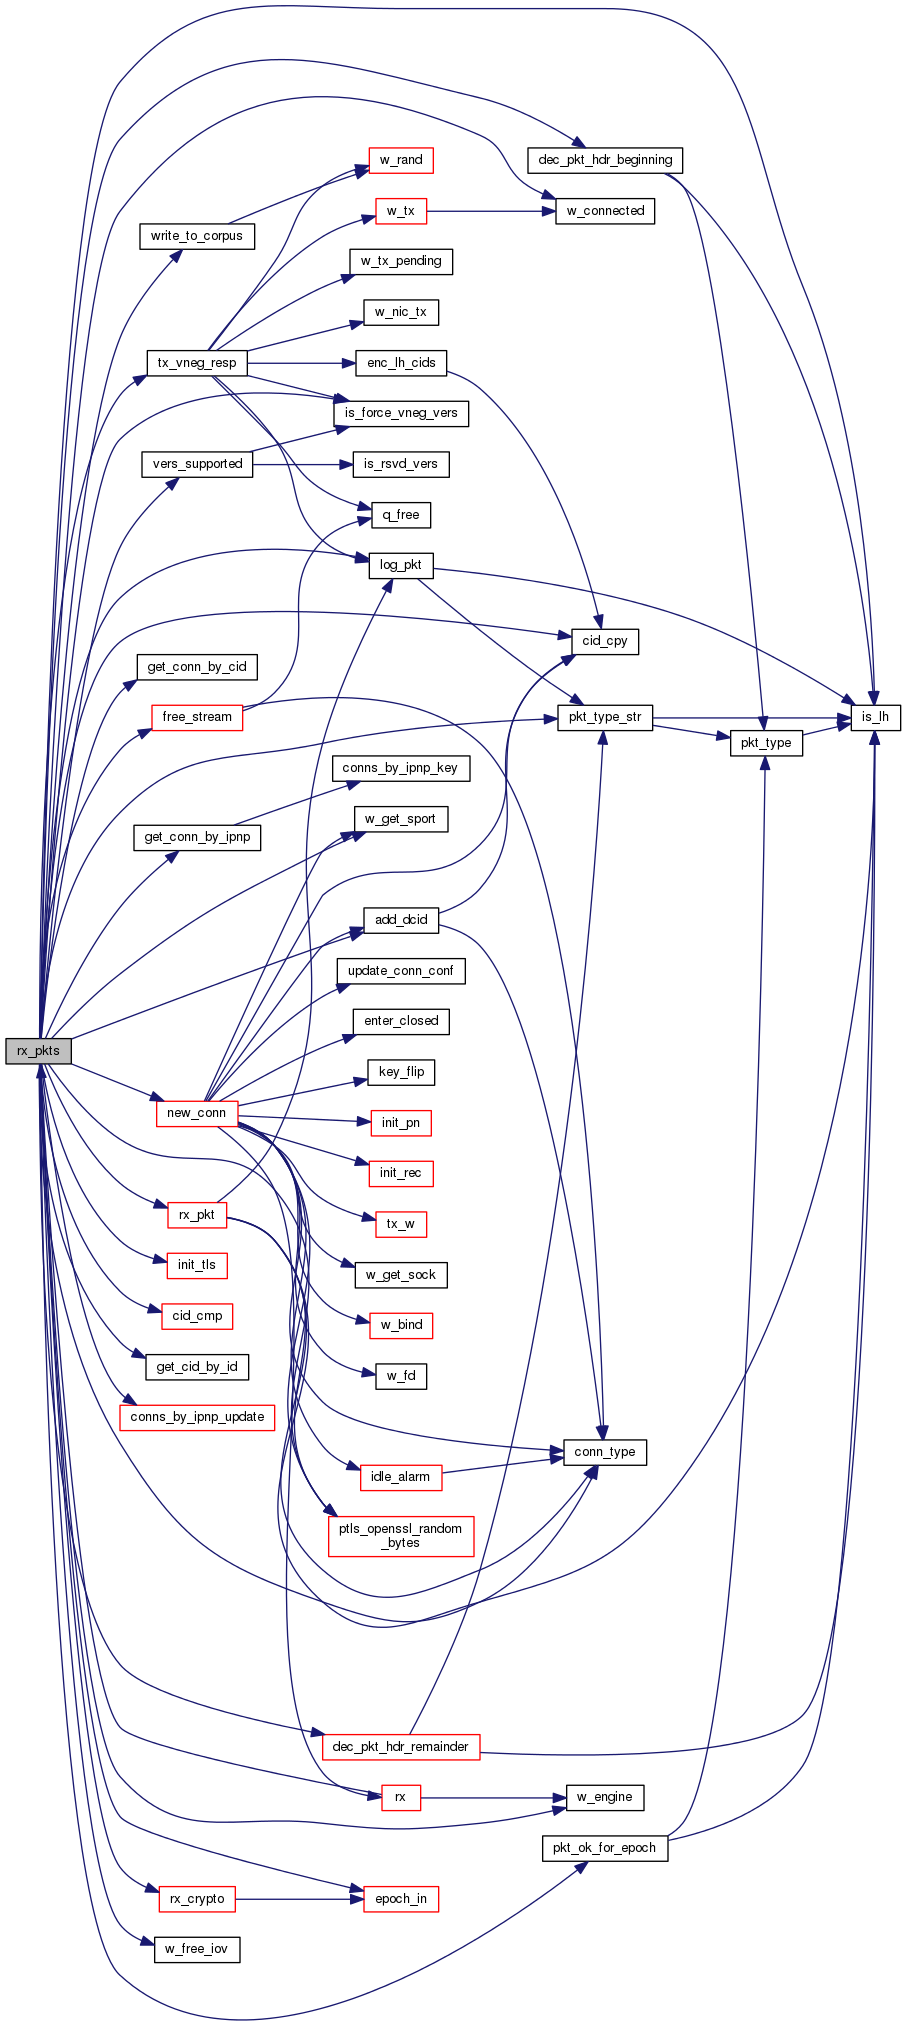 dec_pkt_hdr_beginning
w_rand
w_tx
w_connected
write_to_corpus
w_tx_pending
w_nic_tx
tx_vneg_resp
enc_lh_cids
is_force_vneg_vers
vers_supported
is_rsvd_vers
q_free
log_pkt
cid_cpy
get_conn_by_cid
free_stream
pkt_type_str
is_lh
pkt_type
conns_by_ipnp_key
w_get_sport
get_conn_by_ipnp
add_dcid
update_conn_conf
enter_closed
rx_pkts
key_flip
new_conn
init_pn
init_rec
rx_pkt
tx_w
init_tls
w_get_sock
cid_cmp
w_bind
get_cid_by_id
w_fd
conns_by_ipnp_update
conn_type
idle_alarm
ptls_openssl_random
_bytes
dec_pkt_hdr_remainder
rx
w_engine
pkt_ok_for_epoch
rx_crypto
epoch_in
w_free_iov